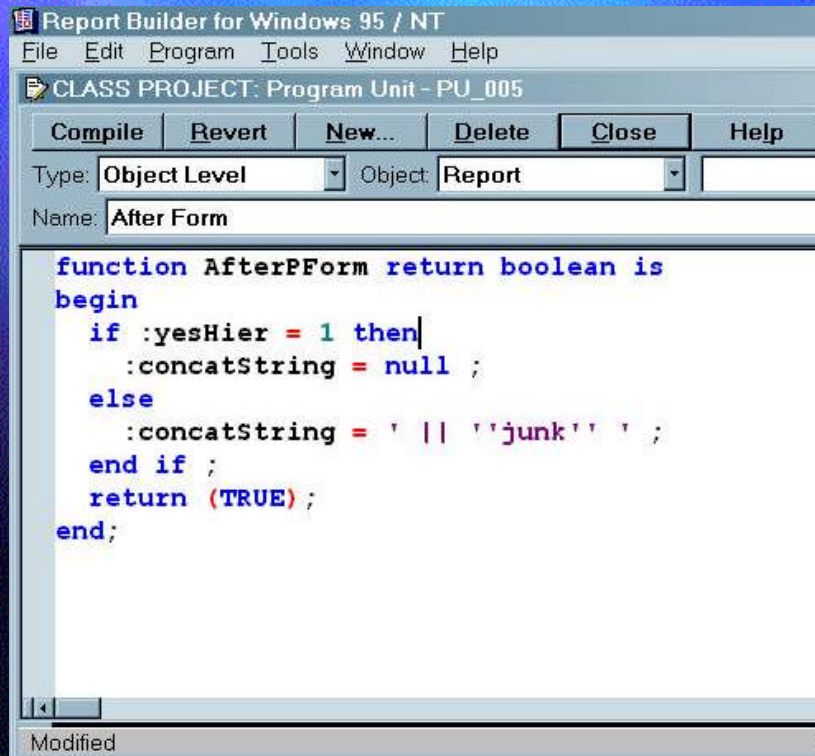 Report Builder for Windows 95 / NT
File Edit Program Tools Window Help
CLASS PROJECT: Program Unit - PU_005
Compile Revert New... Delete Close Help
Type: Object Level Object: Report
Name: After Form
function AfterPForm return boolean is
begin
if :yesHier = 1 then
:concatString = null ;
else
:concatString = ' || ''junk'' ' ;
end if ;
return (TRUE);
end;
Modified